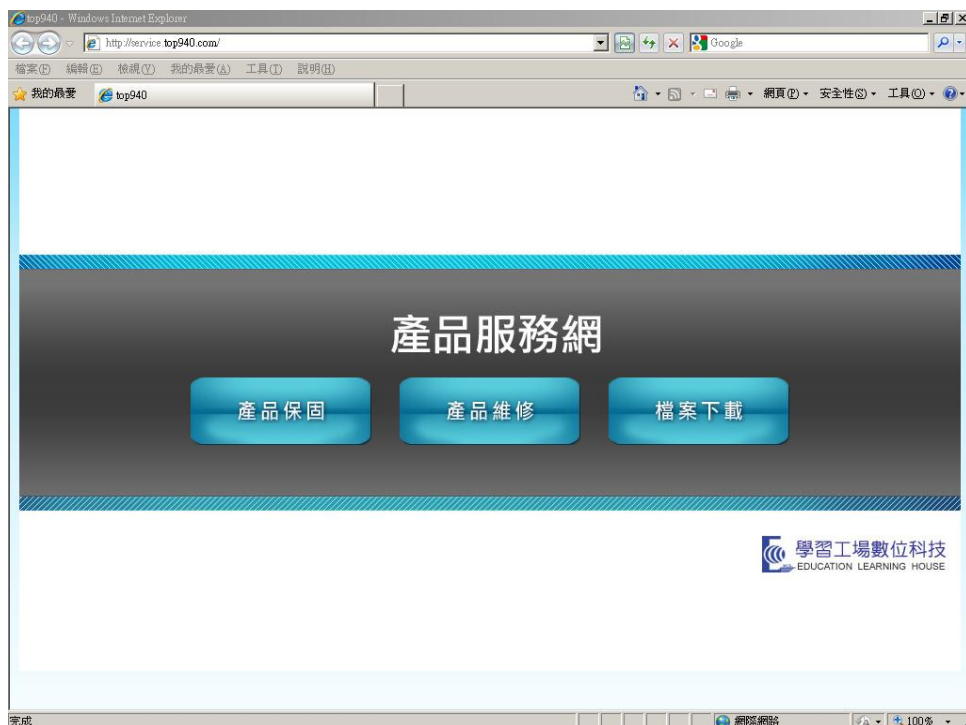 top940 - Windows Internet Explorer
http://service.top940.com/
Google
檔案(F) 編輯(E) 檢視(V) 我的最愛(A) 工具(T) 說明(H)
我的最愛 top940 網頁(P) 安全性(S) 工具(O)
產品服務網
產品保固 產品維修 檔案下載
學習工場數位科技
EDUCATION LEARNING HOUSE
完成 網際網路 100%